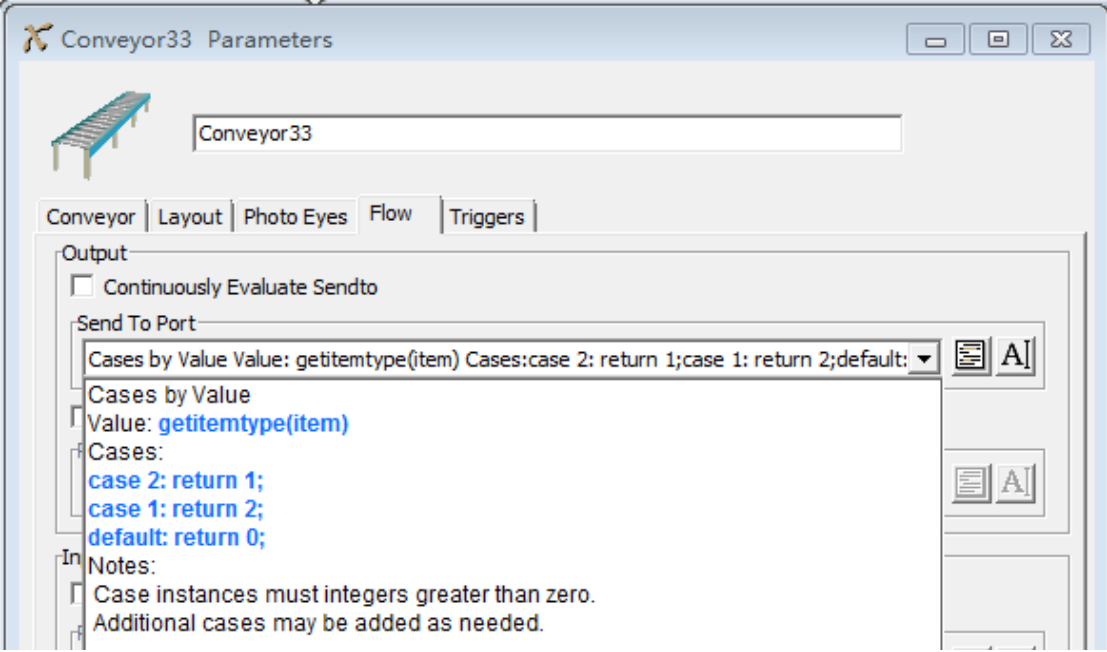 Conveyor33 Parameters
Conveyor33
Conveyor Layout Photo Eyes Flow Triggers
Output
Continuously Evaluate Sendto
Send To Port
Cases by Value Value: getitemtype(item) Cases:case 2: return 1;case 1: return 2;default:
Cases by Value
Value: getitemtype(item)
Cases:
case 2: return 1;
case 1: return 2;
default: return 0;
Notes:
Case instances must integers greater than zero.
Additional cases may be added as needed.